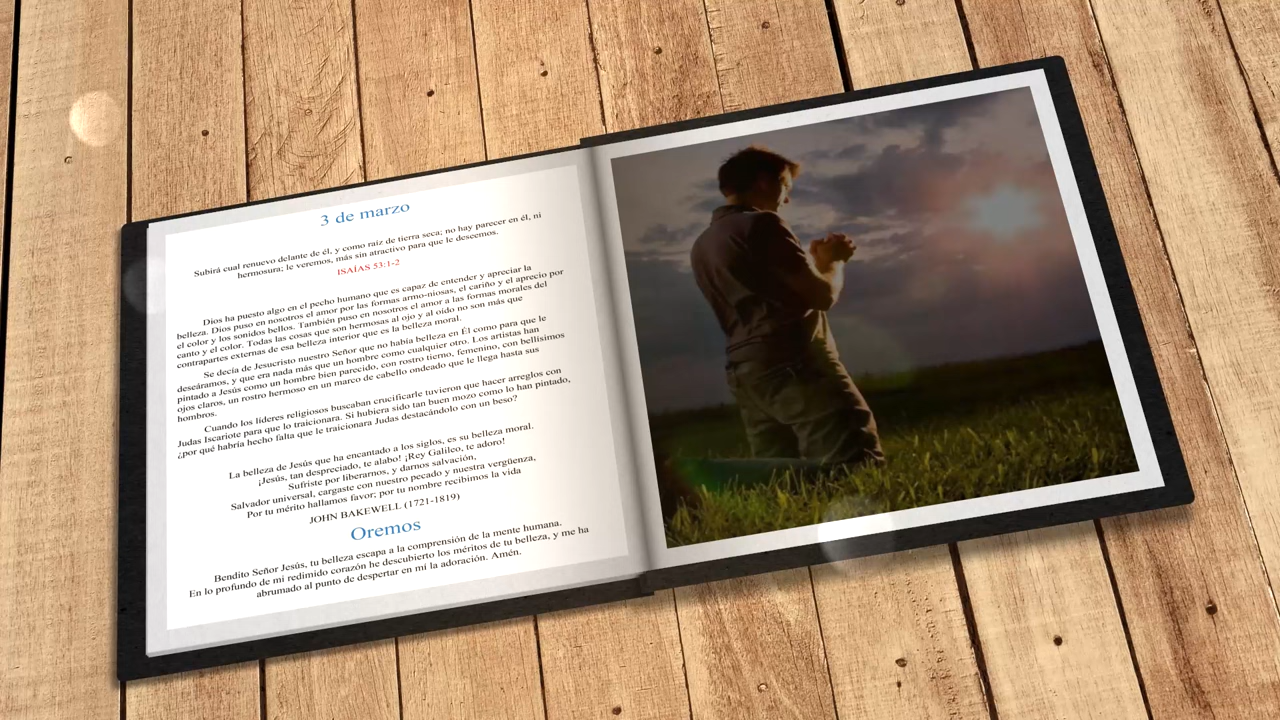 3 de marzo
Subirá cual renuevo delante de él, y como raíz de tierra seca; no hay parecer en él, ni
hermosura; le veremos, más sin atractivo para que le deseemos.
ISAÍAS 53:1-2
Dios ha puesto algo en el pecho humano que es capaz de entender y apreciar la
belleza. Dios puso en nosotros el amor por las formas armo-niosas, el cariño y el aprecio por
el color y los sonidos bellos. También puso en nosotros el amor a las formas morales del
canto y el color. Todas las cosas que son hermosas al ojo y al oído no son más que
contrapartes externas de esa belleza interior que es la belleza moral.
Se decía de Jesucristo nuestro Señor que no había belleza en Él como para que le
deseáramos, y que era nada más que un hombre como cualquier otro. Los artistas han
pintado a Jesús como un hombre bien parecido, con rostro tierno, femenino, con bellísimos
ojos claros, un rostro hermoso en un marco de cabello ondeado que le llega hasta sus
hombros.
Cuando los líderes religiosos buscaban crucificarle tuvieron que hacer arreglos con
Judas Iscariote para que lo traicionara. Si hubiera sido tan buen mozo como lo han pintado,
¿por qué habría hecho falta que le traicionara Judas destacándolo con un beso?
La belleza de Jesús que ha encantado a los siglos, es su belleza moral.
¡Jesús, tan despreciado, te alabo! ¡Rey Galileo, te adoro!
Sufriste por liberarnos, y darnos salvación,
Salvador universal, cargaste con nuestro pecado y nuestra vergüenza,
Por tu mérito hallamos favor; por tu nombre recibimos la vida
JOHN BAKEWELL (1721-1819)
Oremos
Bendito Señor Jesús, tu belleza escapa a la comprensión de la mente humana.
En lo profundo de mi redimido corazón he descubierto los méritos de tu belleza, y me ha
abrumado al punto de despertar en mí la adoración. Amén.